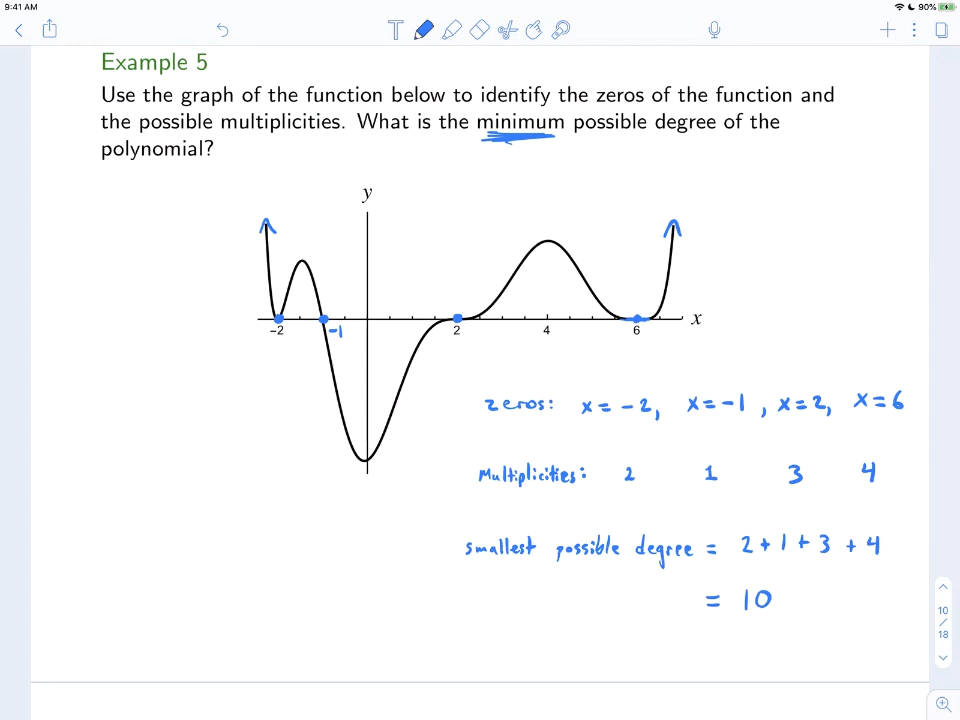 9:41 AM
90%
T
Example 5
Use the graph of the function below to identify the zeros of the function and
the possible multiplicities. What is the minimum possible degree of the
polynomial?
y
x
-2
-1
2
4
6
zeros: x = -2, x = -1, x = 2, x = 6
Multiplicities: 2 1 3 4
smallest possible degree = 2 + 1 + 3 + 4
= 10
10
/
18